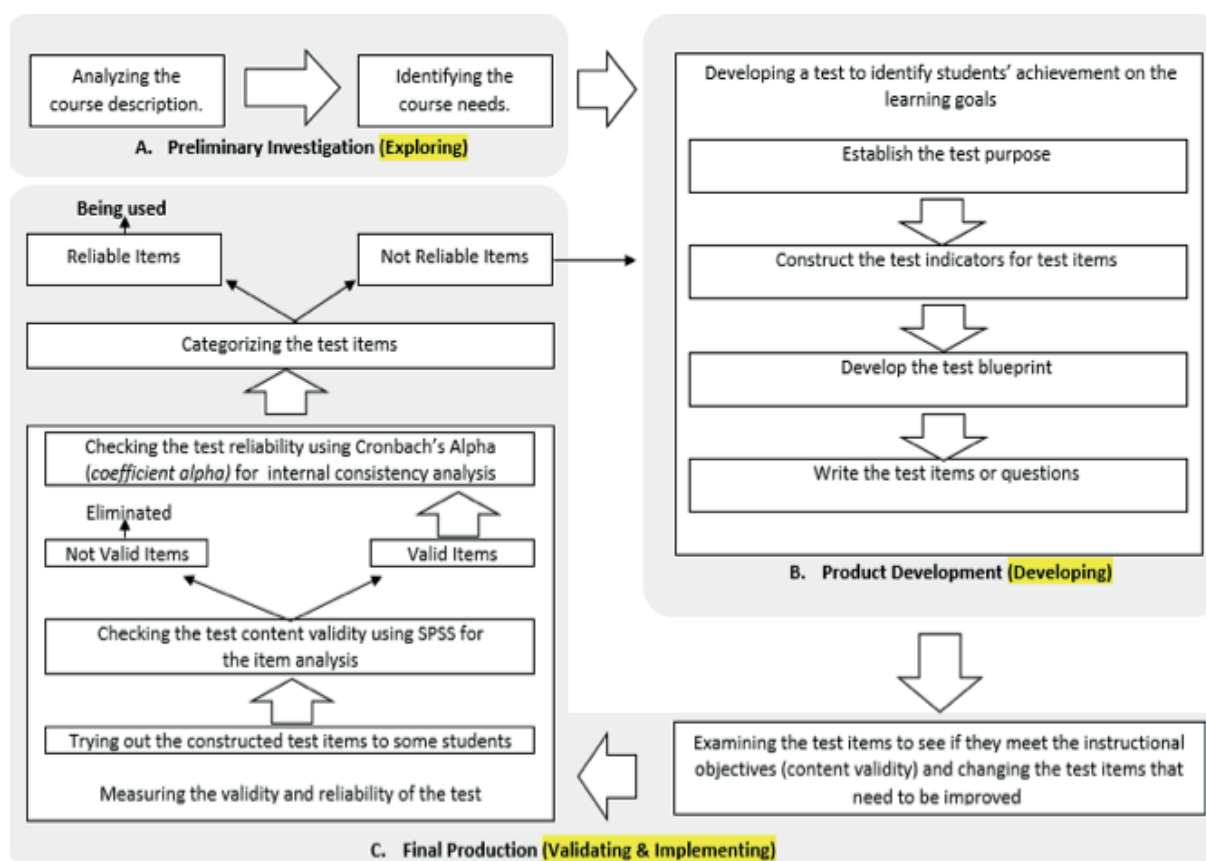 Analyzing the
course description.
Identifying the
course needs.
A. Preliminary Investigation (Exploring)
Developing a test to identify students’ achievement on the
learning goals
Establish the test purpose
Construct the test indicators for test items
Develop the test blueprint
Write the test items or questions
B. Product Development (Developing)
Examining the test items to see if they meet the instructional
objectives (content validity) and changing the test items that
need to be improved
Being used
Reliable Items
Not Reliable Items
Categorizing the test items
Checking the test reliability using Cronbach’s Alpha
(coefficient alpha) for internal consistency analysis
Eliminated
Not Valid Items
Valid Items
Checking the test content validity using SPSS for
the item analysis
Trying out the constructed test items to some students
Measuring the validity and reliability of the test
C. Final Production (Validating & Implementing)